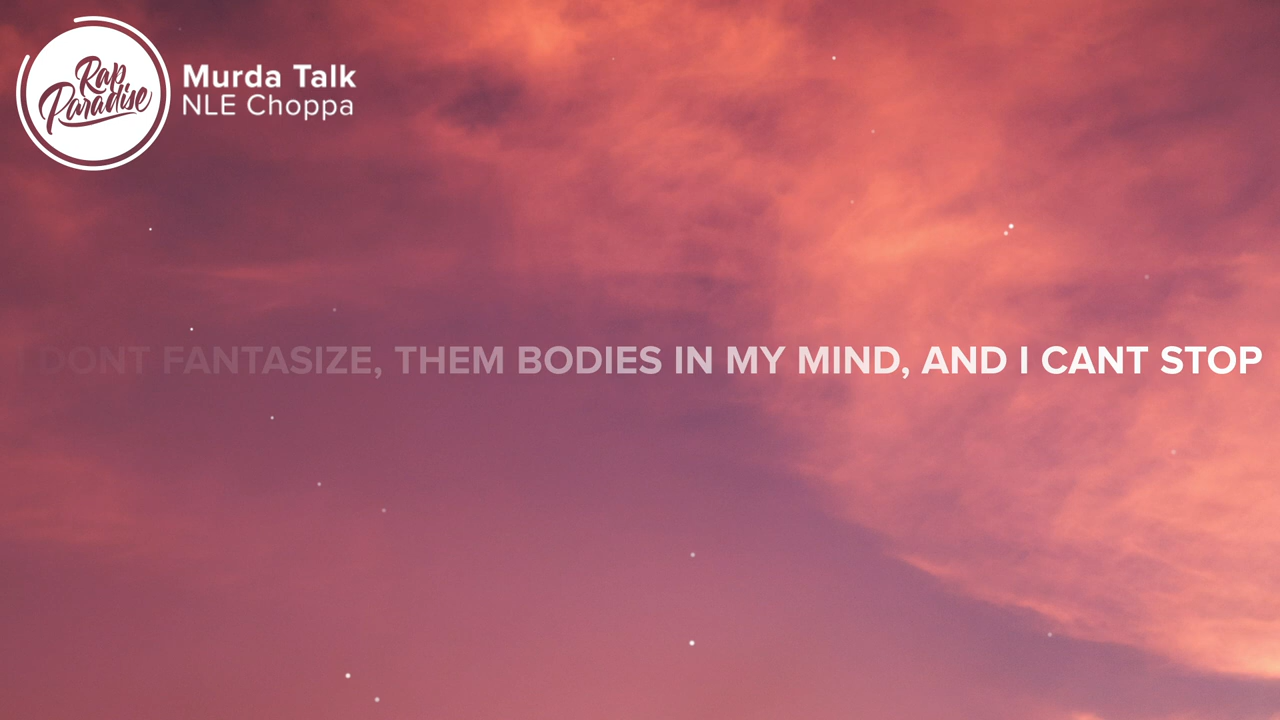 Rap
Paradise
Murda Talk
NLE Choppa
DONT FANTASIZE, THEM BODIES IN MY MIND, AND I CANT STOP